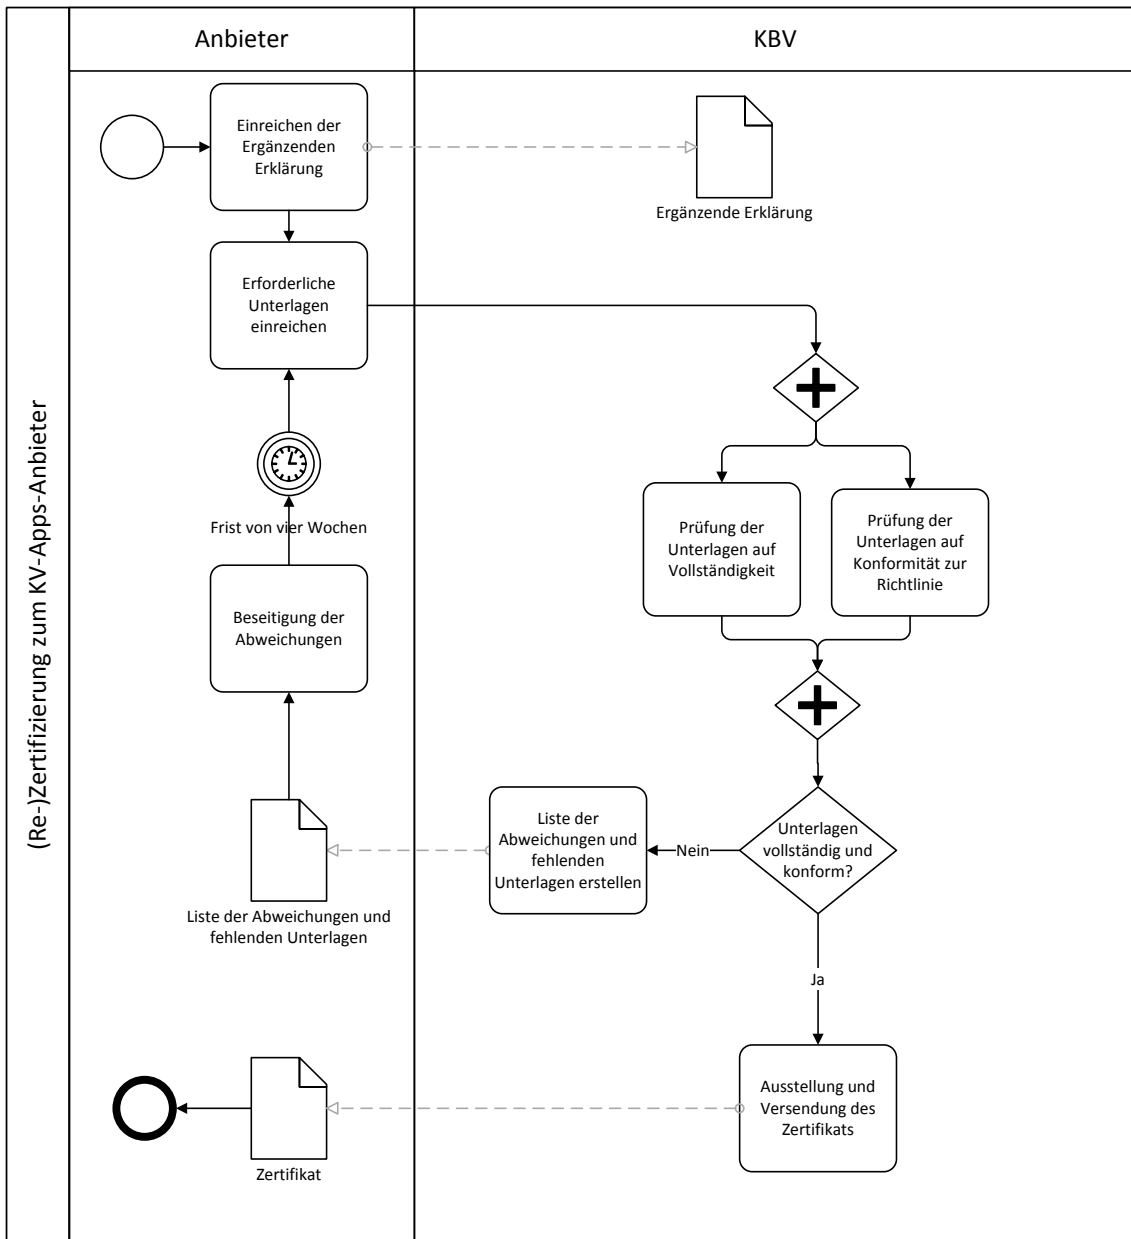 (Re-)Zertifizierung zum KV-Apps-Anbieter
Anbieter
KBV
Einreichen der
Ergänzenden
Erklärung
Ergänzende Erklärung
Erforderliche
Unterlagen
einreichen
Frist von vier Wochen
Prüfung der
Unterlagen auf
Vollständigkeit
Prüfung der
Unterlagen auf
Konformität zur
Richtlinie
Beseitigung der
Abweichungen
Liste der
Abweichungen und
fehlenden
Unterlagen erstellen
Nein
Unterlagen
vollständig und
konform?
Liste der Abweichungen und
fehlenden Unterlagen
Ja
Ausstellung und
Versendung des
Zertifikats
Zertifikat